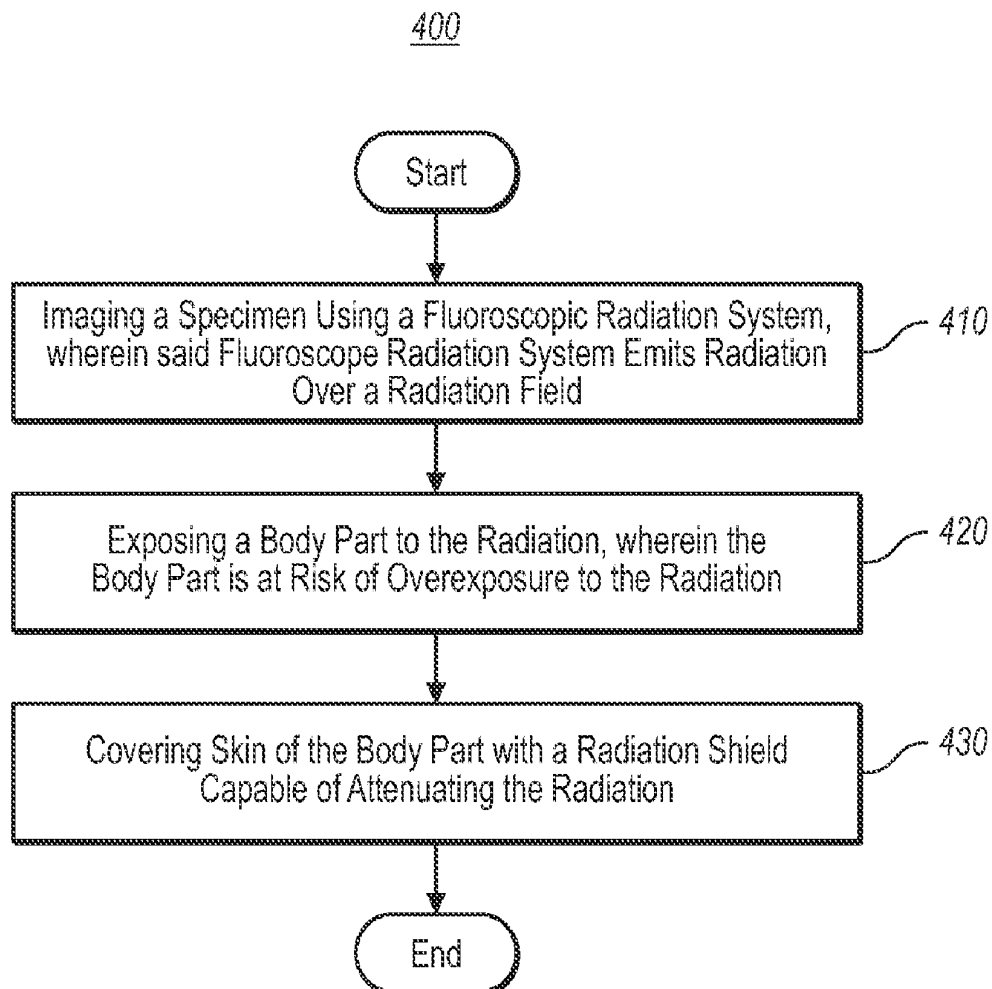 400
Start
Imaging a Specimen Using a Fluoroscopic Radiation System,
wherein said Fluoroscope Radiation System Emits Radiation
Over a Radiation Field
410
Exposing a Body Part to the Radiation, wherein the
Body Part is at Risk of Overexposure to the Radiation
420
Covering Skin of the Body Part with a Radiation Shield
Capable of Attenuating the Radiation
430
End